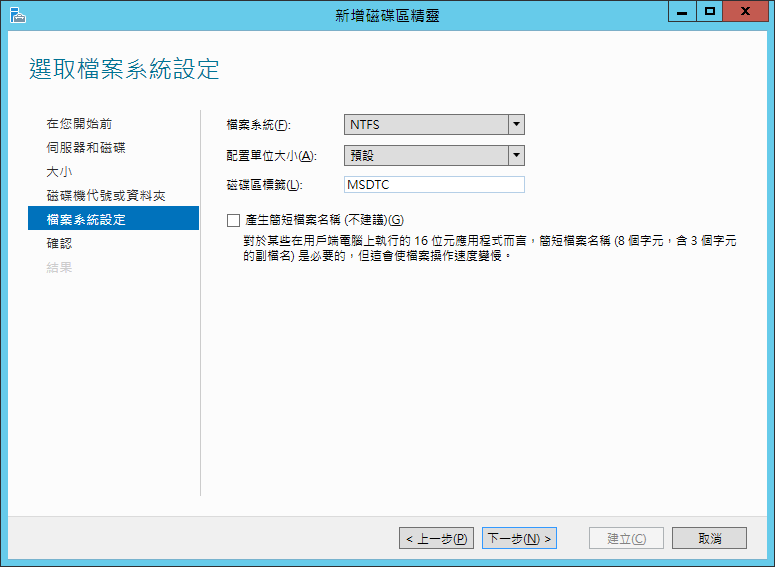 新增磁碟區精靈
選取檔案系統設定
在您開始前
伺服器和磁碟
大小
磁碟機代號或資料夾
檔案系統設定
確認
結果
檔案系統(F): NTFS
配置單位大小(A): 預設
磁碟區標籤(L): MSDTC
產生簡短檔案名稱 (不建議)(G)
對於某些在用戶端電腦上執行的 16 位元應用程式而言，簡短檔案名稱 (8 個字元，含 3 個字元
的副檔名) 是必要的，但這會使檔案操作速度變慢。
< 上一步(P) 下一步(N) > 建立(C) 取消